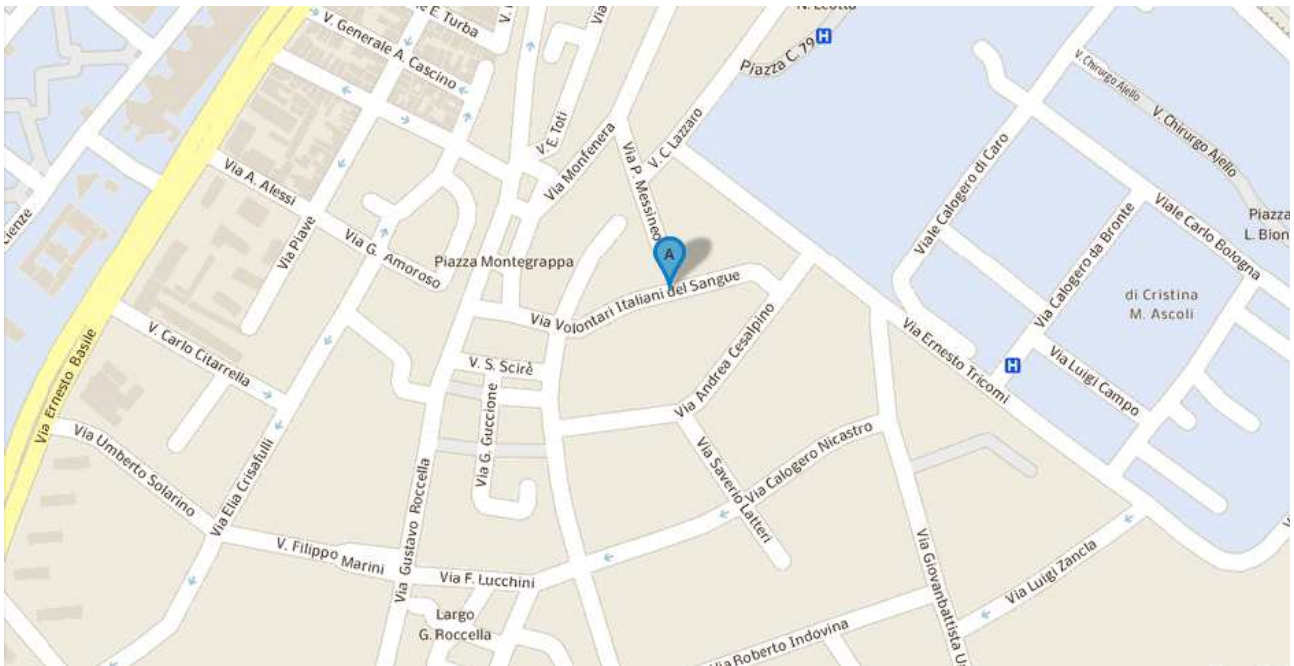 N. Leotta
e E. Turba
V. Generale A. Cascino
Piazza C. 79
H
V. Chirurgo Ajello
V. Chirurgo Ajello
V. E. Toti
Via Monfenera
V. C. Lazzaro
Via P. Messineo
Viale Calogero di Caro
Via A. Alessi
Via Piave
Via G. Amoroso
Viale Carlo Bologna
Via Calogero da Bronte
Piazza
L. Bion
cienze
Piazza Montegrappa
A
Via Volontari Italiani del Sangue
di Cristina
M. Ascoli
V. Carlo Citarrella
Via Ernesto Basile
V. S. Scirè
Via Andrea Cesalpino
Via Ernesto Tricomi
H
Via Luigi Campo
Via Umberto Solarino
Via Elia Crisafulli
Via Gustavo Roccella
Via G. Guccione
Via Saverio Latteri
Via Calogero Nicastro
V. Filippo
Marini
Via F. Lucchini
Via Giovanbattista U
Via Luigi Zancla
Largo
G. Roccella
Via Roberto Indovina